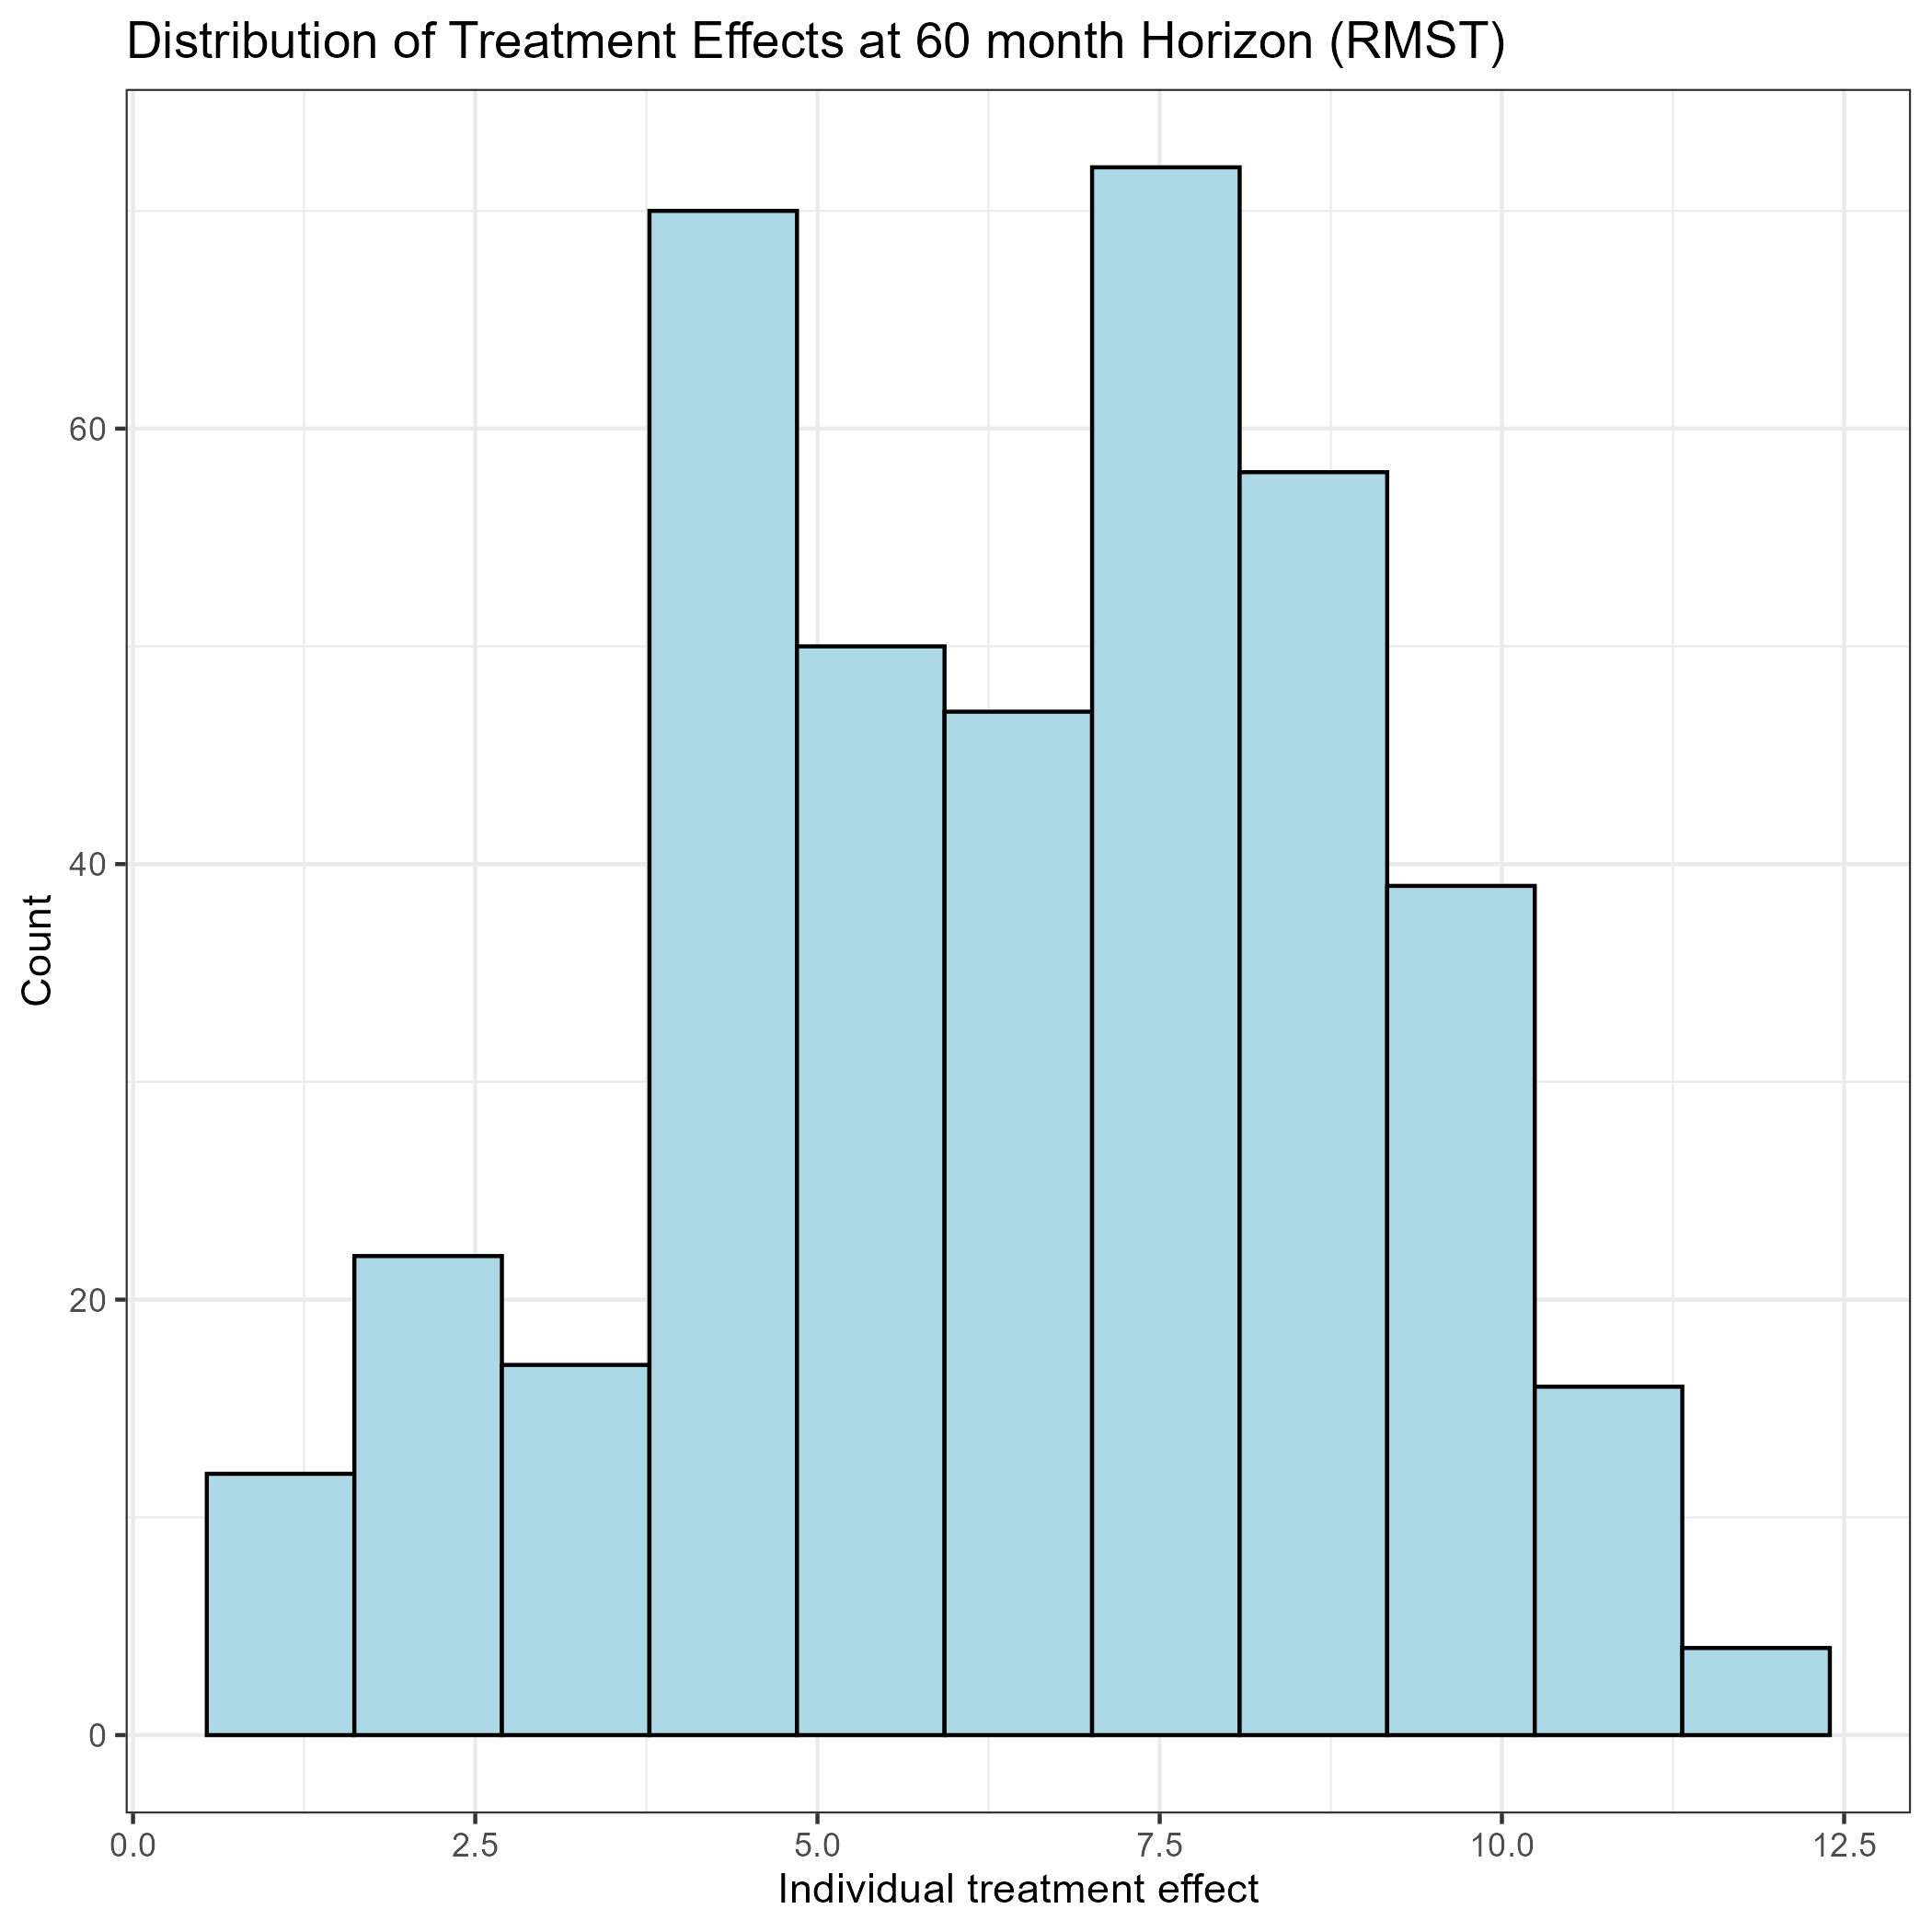 Distribution of Treatment Effects at 60 month Horizon (RMST)
Count
60
40
20
0
0.0 2.5 5.0 7.5 10.0 12.5
Individual treatment effect